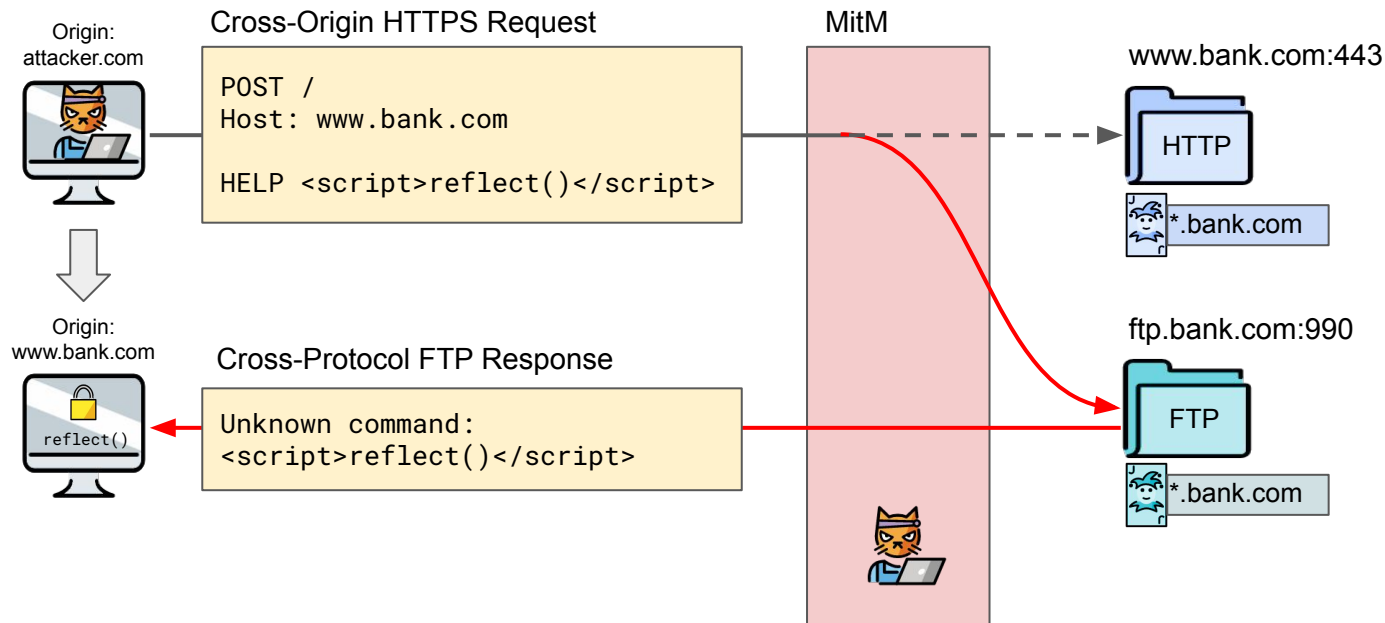 Origin:
attacker.com
Cross-Origin HTTPS Request
POST /
Host: www.bank.com
HELP <script>reflect()</script>
MitM
www.bank.com:443
HTTP
J
J
*.bank.com
Origin:
www.bank.com
reflect()
Cross-Protocol FTP Response
Unknown command:
<script>reflect()</script>
ftp.bank.com:990
FTP
J
J
*.bank.com